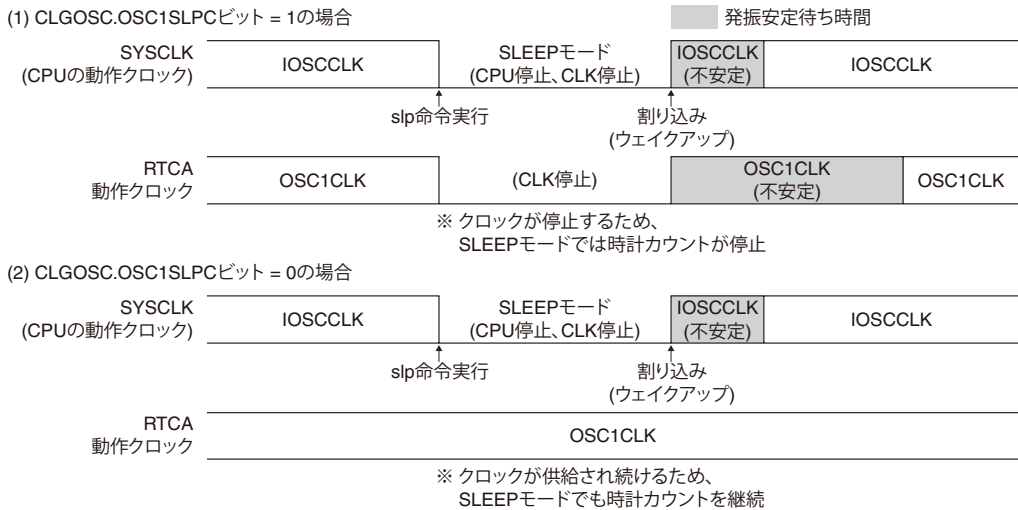 (1) CLGOSC.OSC1SLPCビット = 1の場合
発振安定待ち時間
SYSCLK
(CPUの動作クロック)
IOSCCLK
SLEEPモード
(CPU停止、CLK停止)
IOSCCLK
(不安定)
IOSCCLK
slp命令実行
割り込み
(ウェイクアップ)
RTCA
動作クロック
OSC1CLK
(CLK停止)
OSC1CLK
(不安定)
OSC1CLK
※ クロックが停止するため、
SLEEPモードでは時計カウントが停止
(2) CLGOSC.OSC1SLPCビット = 0の場合
SYSCLK
(CPUの動作クロック)
IOSCCLK
SLEEPモード
(CPU停止、CLK停止)
IOSCCLK
(不安定)
IOSCCLK
slp命令実行
割り込み
(ウェイクアップ)
RTCA
動作クロック
OSC1CLK
※ クロックが供給され続けるため、
SLEEPモードでも時計カウントを継続